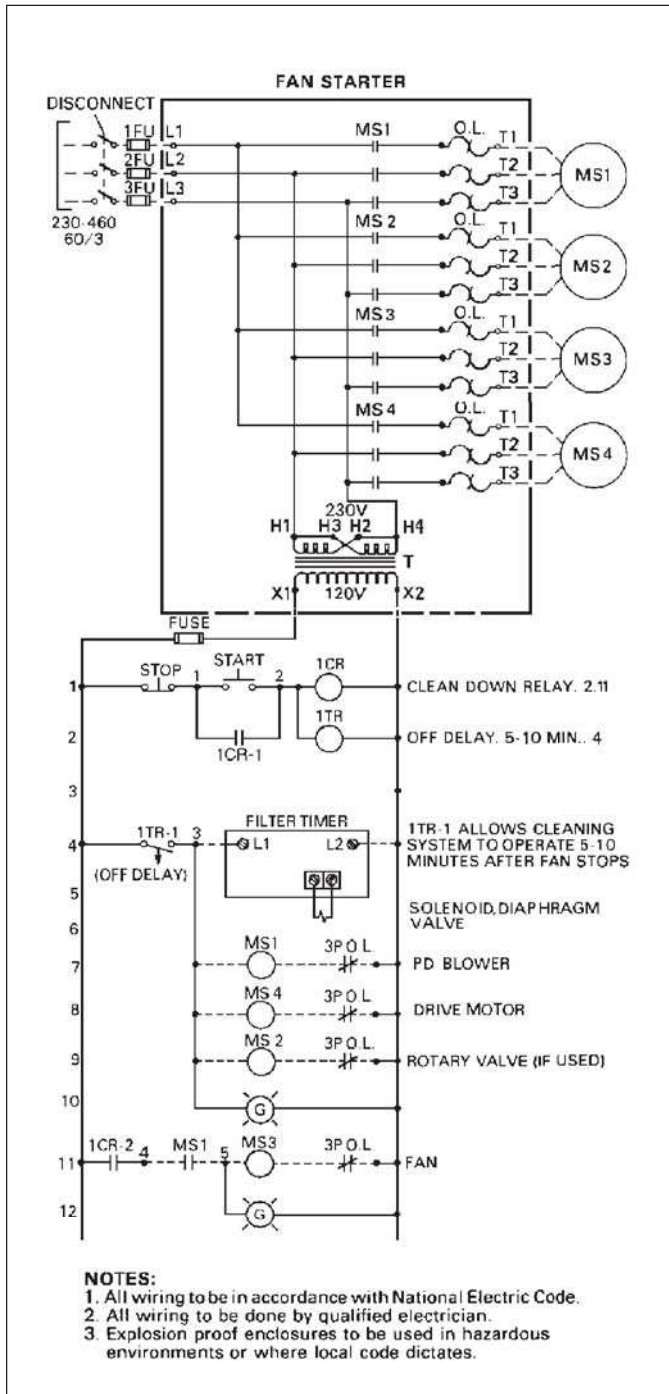 FAN STARTER
DISCONNECT
1FU L1
2FU L2
3FU L3
230-460
60/3
MS1 O.L. T1
T2
T3
MS1
MS2 O.L. T1
T2
T3
MS2
MS3 O.L. T1
T2
T3
MS3
MS4 O.L. T1
T2
T3
MS4
230V
H1 H3 H2 H4
T
X1 120V X2
FUSE
1 STOP 1 START 2 1CR CLEAN DOWN RELAY. 2.11
2 1CR-1 1TR OFF DELAY. 5-10 MIN.. 4
3
FILTER TIMER
4 1TR-1 3 L1 L2 1TR-1 ALLOWS CLEANING
SYSTEM TO OPERATE 5-10
MINUTES AFTER FAN STOPS
(OFF DELAY)
5
SOLENOID, DIAPHRAGM
VALVE
6
7 MS1 3P O.L. PD BLOWER
8 MS4 3P O.L. DRIVE MOTOR
9 MS2 3P O.L. ROTARY VALVE (IF USED)
10 G
11 1CR-2 4 MS1 5 MS3 3P O.L. FAN
12 G
NOTES:
1. All wiring to be in accordance with National Electric Code.
2. All wiring to be done by qualified electrician.
3. Explosion proof enclosures to be used in hazardous
environments or where local code dictates.